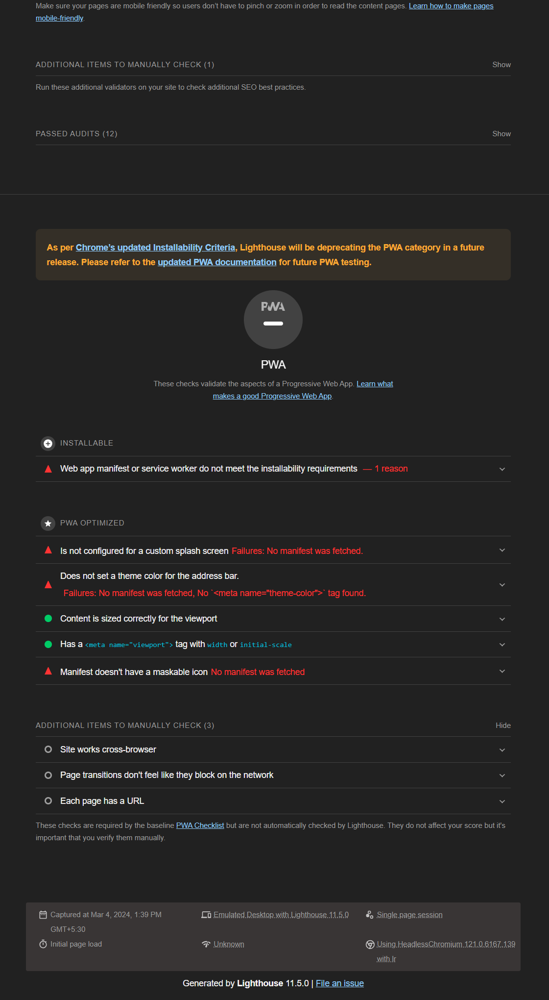 Make sure your pages are mobile friendly so users don’t have to pinch or zoom in order to read the content pages. Learn how to make pages
mobile-friendly.
ADDITIONAL ITEMS TO MANUALLY CHECK (1)
Show
Run these additional validators on your site to check additional SEO best practices.
PASSED AUDITS (12)
Show
As per Chrome’s updated Installability Criteria, Lighthouse will be deprecating the PWA category in a future
release. Please refer to the updated PWA documentation for future PWA testing.
PWA
PWA
These checks validate the aspects of a Progressive Web App. Learn what
makes a good Progressive Web App.
INSTALLABLE
Web app manifest or service worker do not meet the installability requirements — 1 reason
PWA OPTIMIZED
Is not configured for a custom splash screen Failures: No manifest was fetched.
Does not set a theme color for the address bar.
Failures: No manifest was fetched, No `<meta name="theme-color">` tag found.
Content is sized correctly for the viewport
Has a <meta name="viewport"> tag with width or initial-scale
Manifest doesn't have a maskable icon No manifest was fetched
ADDITIONAL ITEMS TO MANUALLY CHECK (3)
Hide
Site works cross-browser
Page transitions don't feel like they block on the network
Each page has a URL
These checks are required by the baseline PWA Checklist but are not automatically checked by Lighthouse. They do not affect your score but it's
important that you verify them manually.
Captured at Mar 4, 2024, 1:39 PM
GMT+5:30
Emulated Desktop with Lighthouse 11.5.0
Single page session
Initial page load
Unknown
Using HeadlessChromium 121.0.6167.139
with lr
Generated by Lighthouse 11.5.0 | File an issue